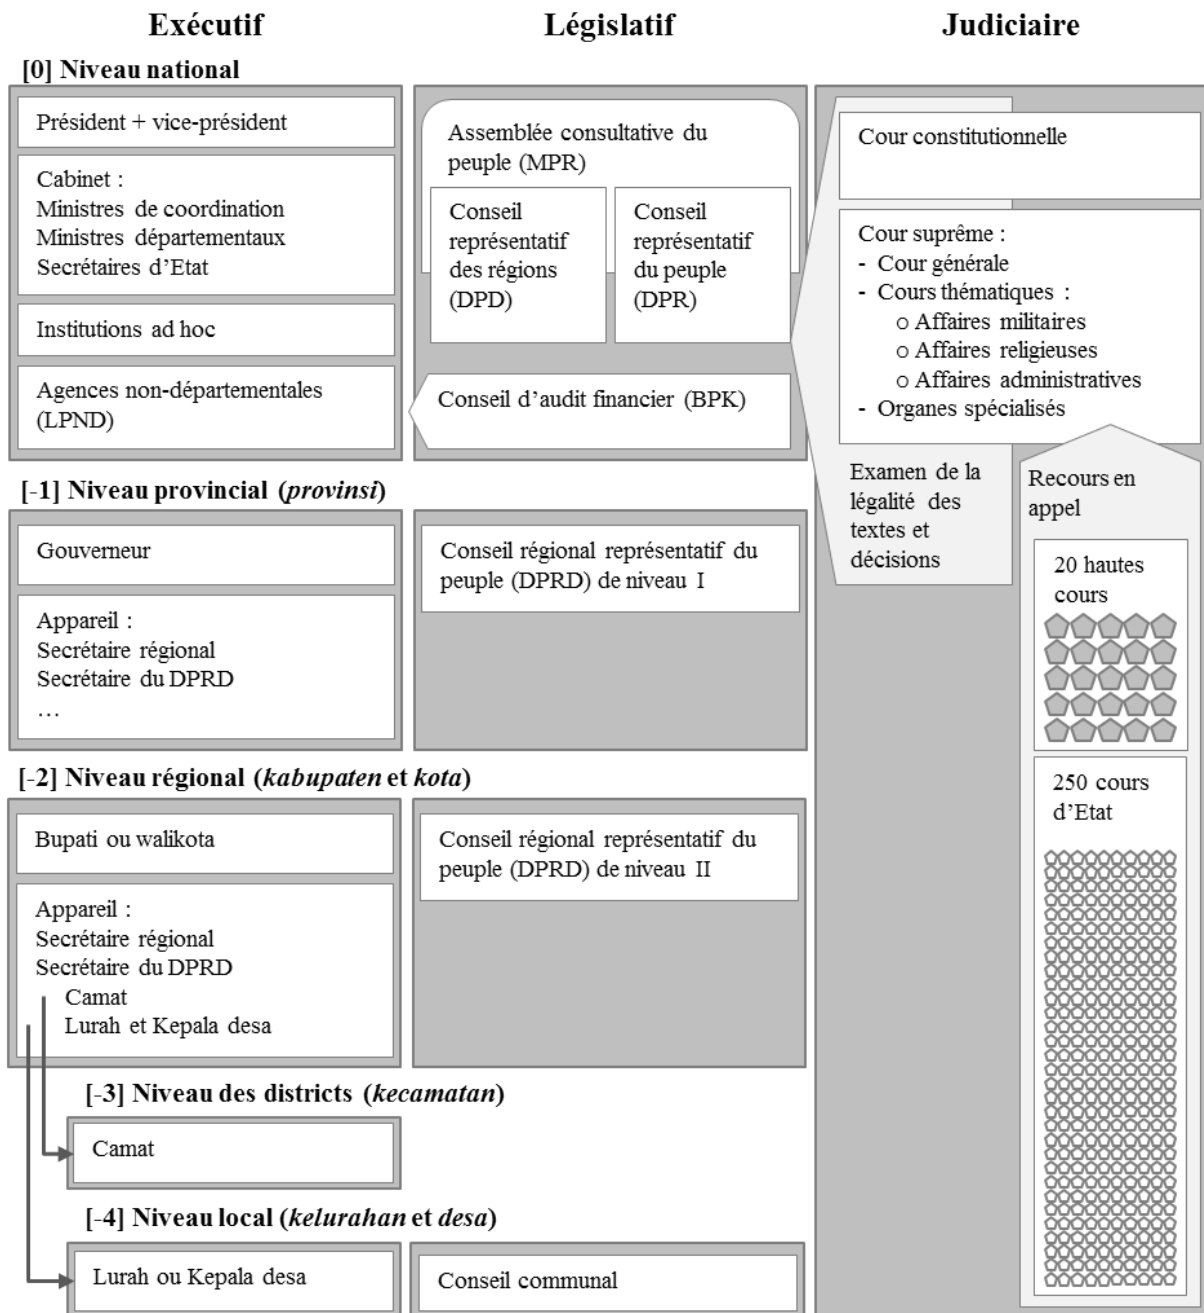 Exécutif
Législatif
Judiciaire
[0] Niveau national
Président + vice-président
Cabinet :
Ministres de coordination
Ministres départementaux
Secrétaires d’Etat
Institutions ad hoc
Agences non-départementales
(LPND)
Assemblée consultative du
peuple (MPR)
Conseil
représentatif
des régions
(DPD)
Conseil
représentatif
du peuple
(DPR)
Conseil d’audit financier (BPK)
Cour constitutionnelle
Cour suprême :
- Cour générale
- Cours thématiques :
o Affaires militaires
o Affaires religieuses
o Affaires administratives
- Organes spécialisés
Examen de la
légalité des
textes et
décisions
Recours en
appel
20 hautes
cours
250 cours
d’Etat
[-1] Niveau provincial (provinsi)
Gouverneur
Appareil :
Secrétaire régional
Secrétaire du DPRD
…
Conseil régional représentatif du
peuple (DPRD) de niveau I
[-2] Niveau régional (kabupaten et kota)
Bupati ou walikota
Appareil :
Secrétaire régional
Secrétaire du DPRD
Camat
Lurah et Kepala desa
Conseil régional représentatif du
peuple (DPRD) de niveau II
[-3] Niveau des districts (kecamatan)
Camat
[-4] Niveau local (kelurahan et desa)
Lurah ou Kepala desa
Conseil communal